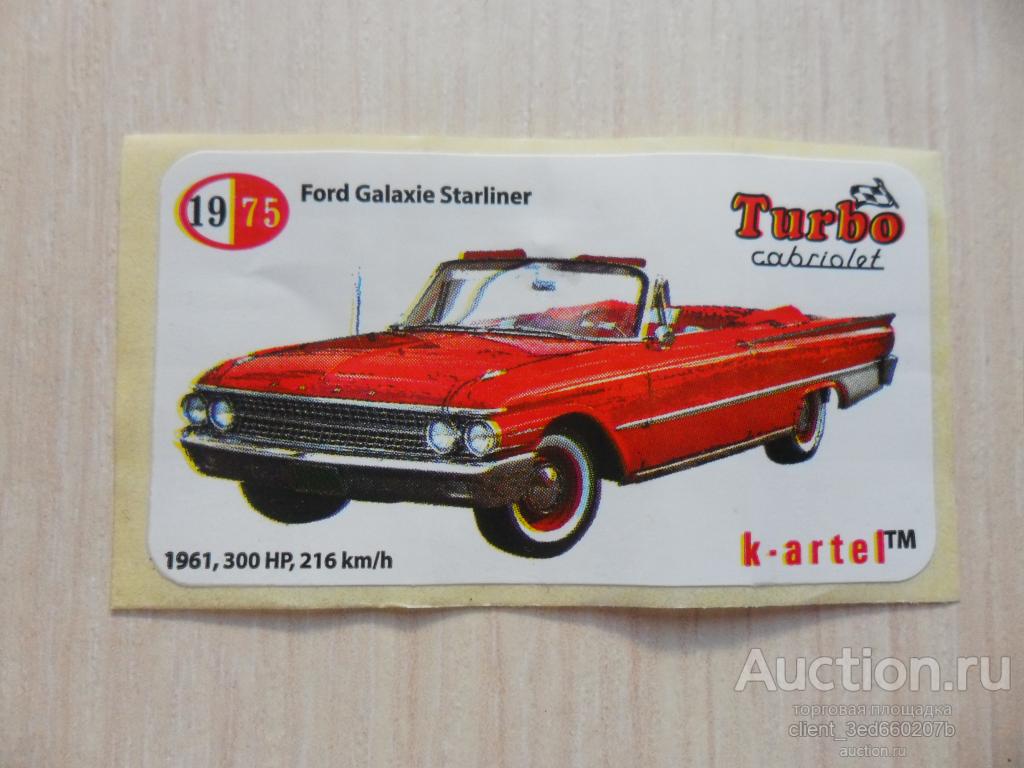 19 75
Ford Galaxie Starliner
Turbo
cabriolet
1961, 300 HP, 216 km/h
k-artel™
Auction.ru
торговая площадка
client_3ed660207b
auction.ru